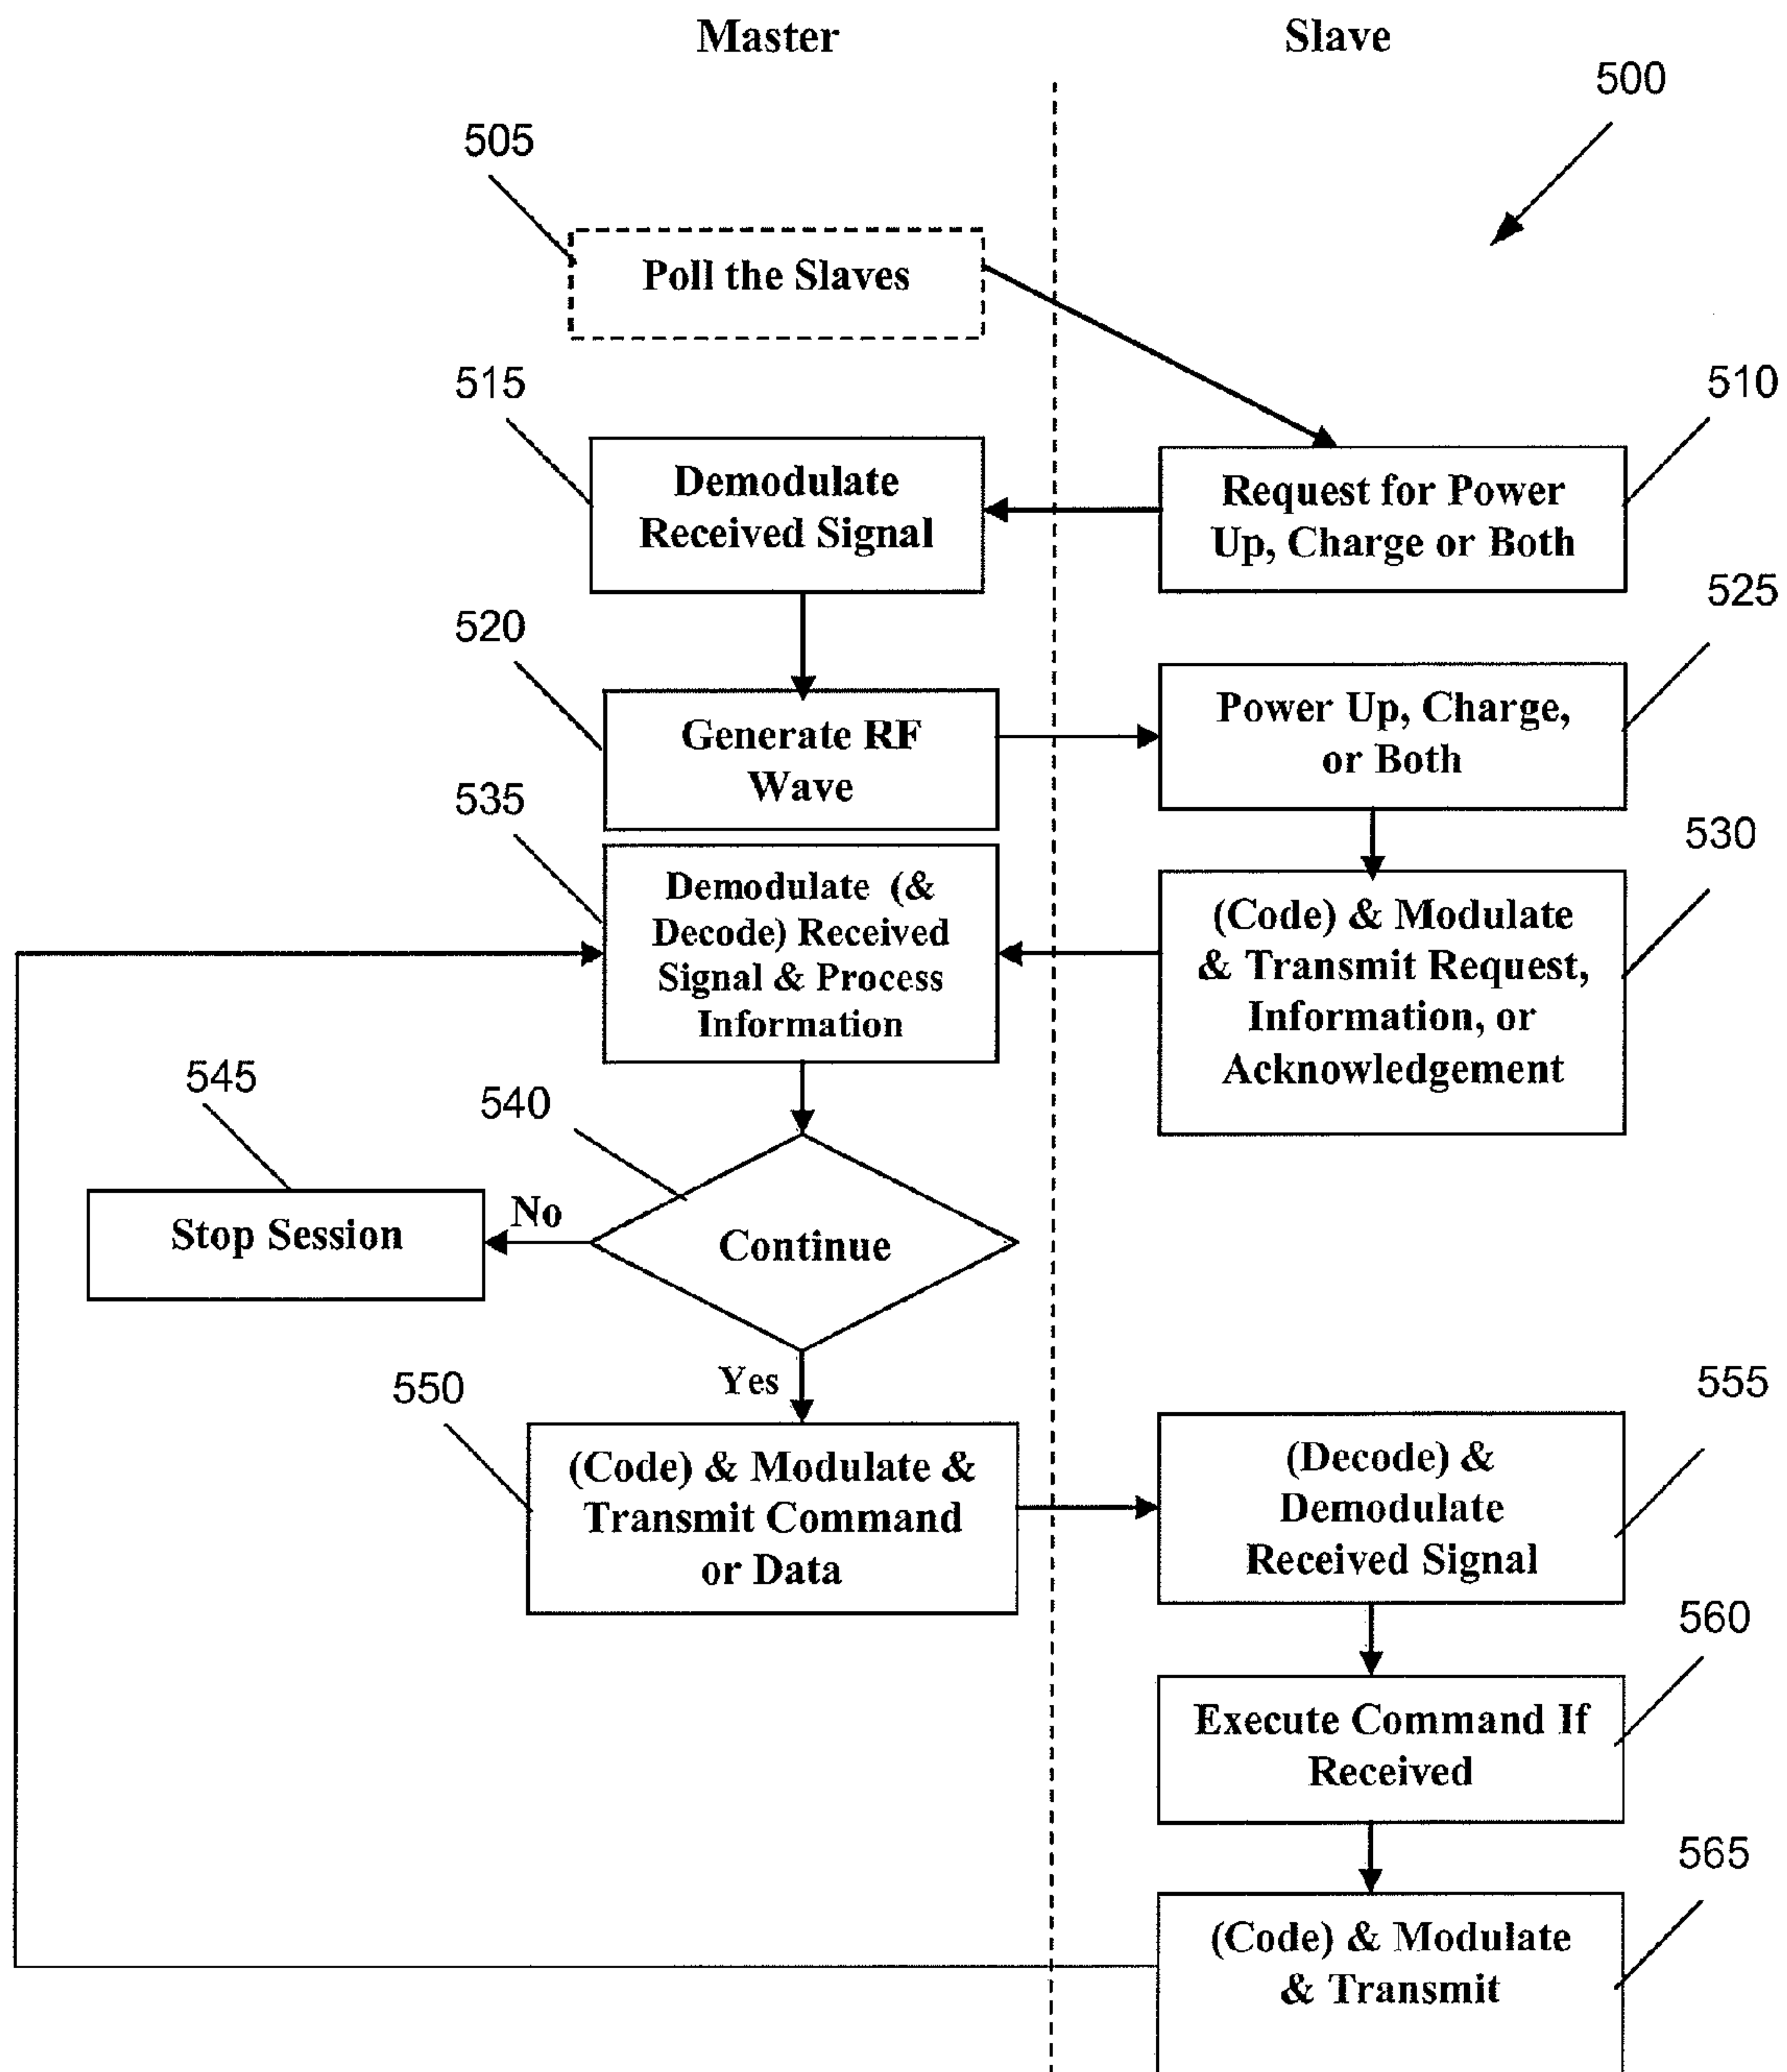 Master
Slave
500
505
Poll the Slaves
515
510
Demodulate
Received Signal
Request for Power
Up, Charge or Both
520
525
Generate RF
Wave
Power Up, Charge,
or Both
535
530
Demodulate (&
Decode) Received
Signal & Process
Information
(Code) & Modulate
& Transmit Request,
Information, or
Acknowledgement
545
540
Stop Session
No
Continue
Yes
550
555
(Code) & Modulate &
Transmit Command
or Data
(Decode) &
Demodulate
Received Signal
560
Execute Command If
Received
565
(Code) & Modulate
& Transmit